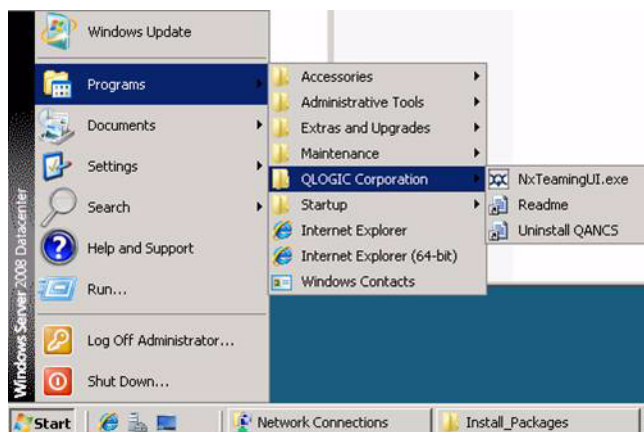 Windows Update
Programs
Documents
Settings
Search
Help and Support
Run...
Log Off Administrator...
Shut Down...
Windows Server 2008 Datacenter
Accessories
Administrative Tools
Extras and Upgrades
Maintenance
QLOGIC Corporation
Startup
Internet Explorer
Internet Explorer (64-bit)
Windows Contacts
NxTeamingUI.exe
Readme
Uninstall QANCS
Start
Network Connections
Install_Packages